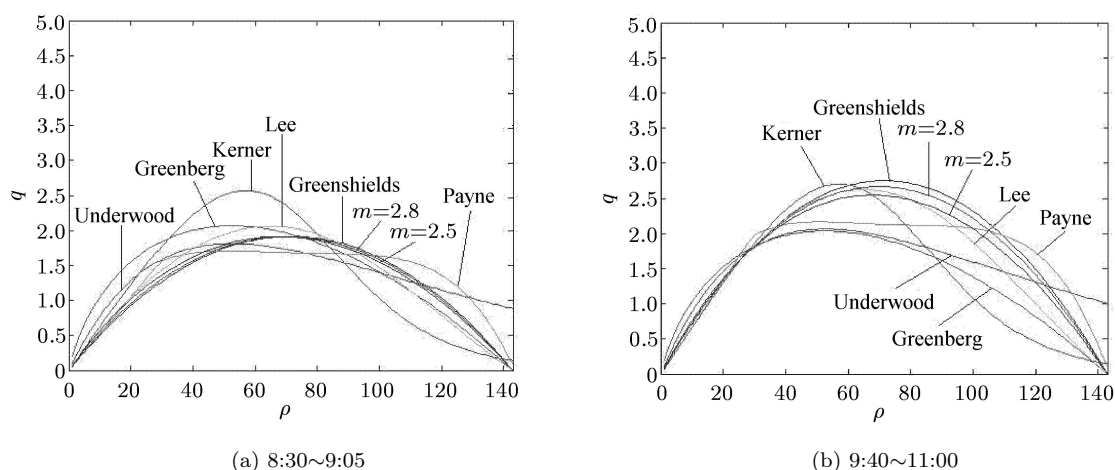 5.0
4.5
4.0
3.5
3.0
2.5
2.0
1.5
1.0
0.5
0
q
Lee
Kerner
Greenberg
Greenshields
Payne
Underwood
m=2.8
m=2.5
0 20 40 60 80 100 120 140
ρ
(a) 8:30~9:05
5.0
4.5
4.0
3.5
3.0
2.5
2.0
1.5
1.0
0.5
0
q
Greenshields
Kerner
m=2.8
m=2.5
Lee
Payne
Underwood
Greenberg
0 20 40 60 80 100 120 140
ρ
(b) 9:40~11:00